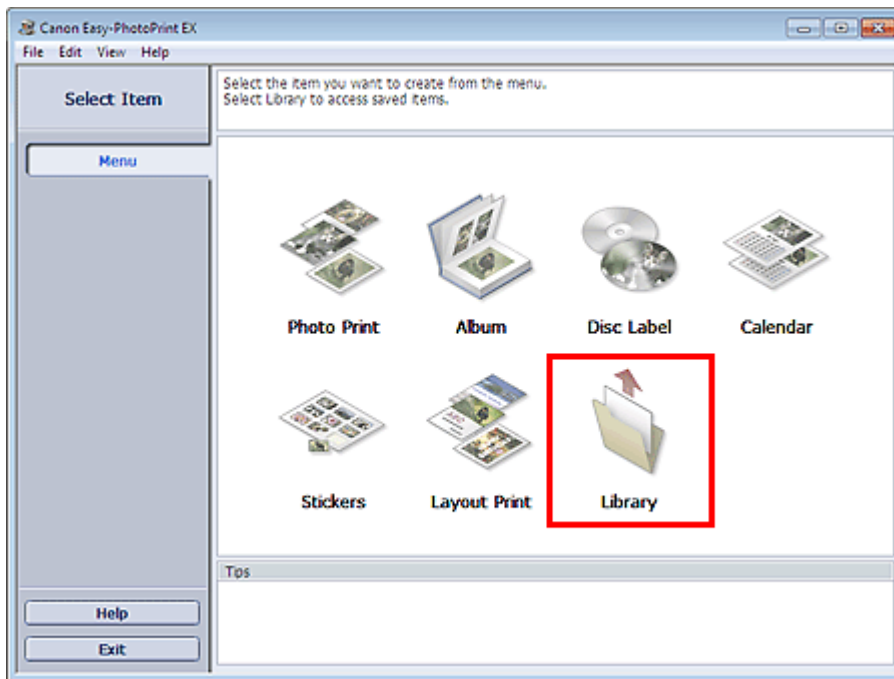 Canon Easy-PhotoPrint EX
File Edit View Help
Select Item
Select the item you want to create from the menu.
Select Library to access saved items.
Menu
Photo Print
Album
Disc Label
Calendar
ABC
Stickers
Layout Print
Library
Tips
Help
Exit